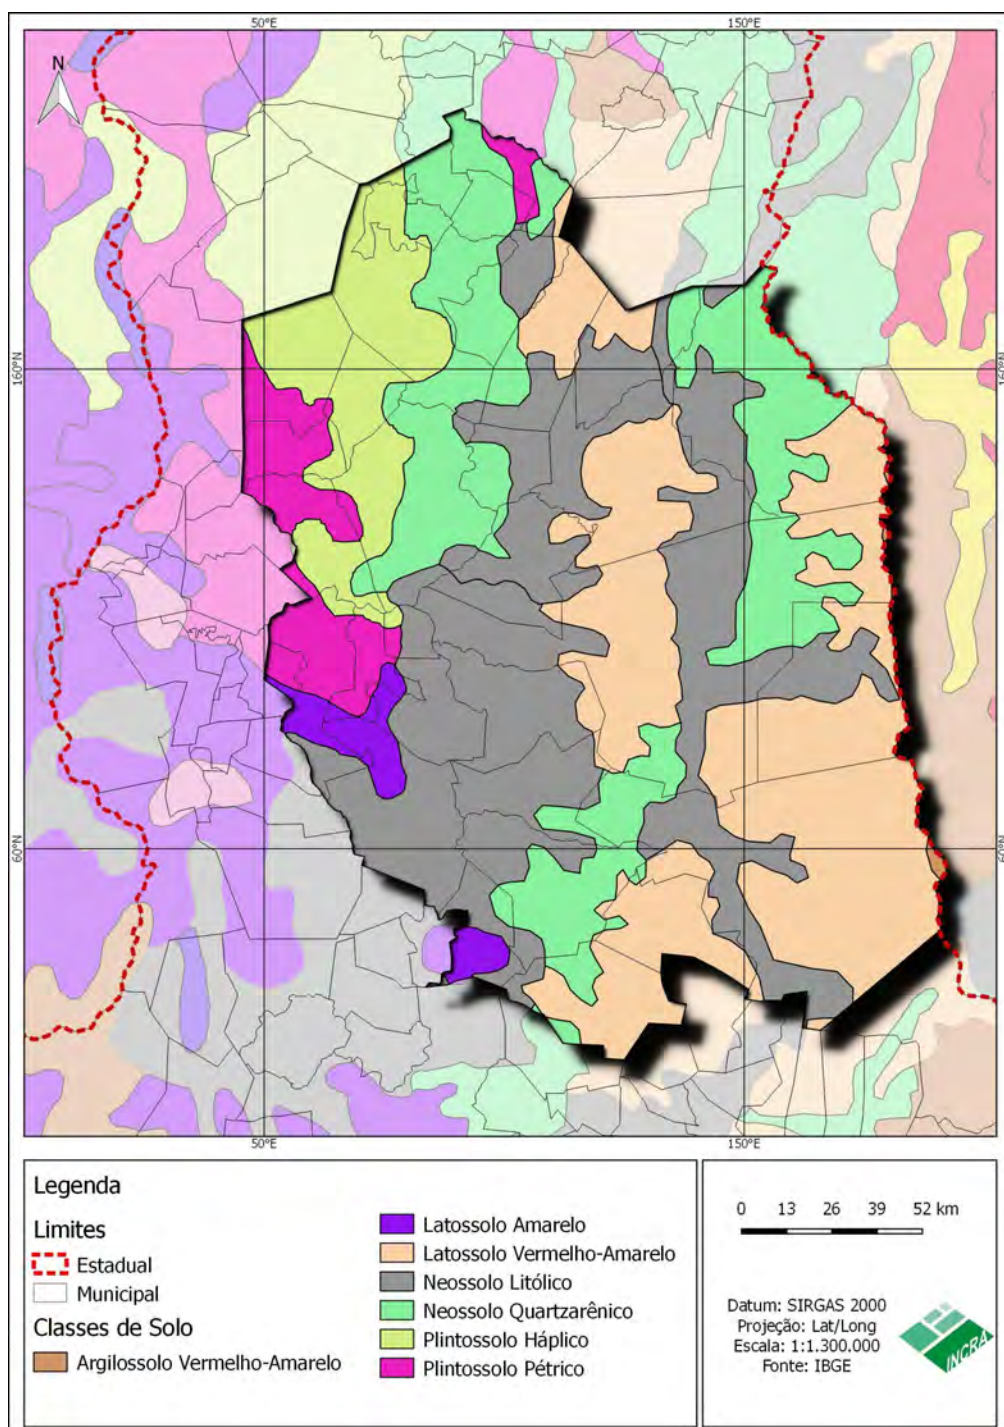 50°E
150°E
N
160°N
160°N
60°N
60°N
50°E
150°E
Legenda
Limites
Estadual
Municipal
Classes de Solo
Argilossolo Vermelho-Amarelo
Latossolo Amarelo
Latossolo Vermelho-Amarelo
Neossolo Litólico
Neossolo Quartzarênico
Plintossolo Háplico
Plintossolo Pétrico
0 13 26 39 52 km
Datum: SIRGAS 2000
Projeção: Lat/Long
Escala: 1:1.300.000
Fonte: IBGE
INCRA